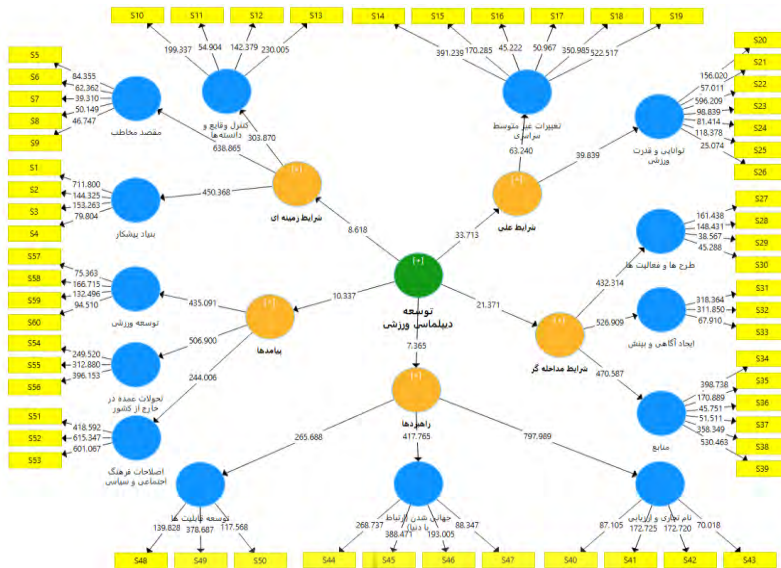 S10
S11
S12
S13
S14
S15
S16
S17
S18
S19
S20
S21
S22
S23
S24
S25
S26
S5
S6
S7
S8
S9
199.337
54.904
142.379
230.005
391.239
170.285
45.222
50.967
350.985
522.517
156.020
57.011
596.209
98.839
81.414
118.378
25.074
84.355
62.362
39.310
50.149
46.747
مقصد مخاطب
کنترل وقایع و
دانسته‌ها
تغییرات غیر متوسط
سراسری
توانایی و قدرت
ورزشی
303.870
638.865
63.240
39.839
S1
S2
S3
S4
711.800
144.325
153.263
79.804
بنیاد بیشکار
450.368
[+]
شرایط زمینه ای
[+]
شرایط علی
8.618
33.713
S27
S28
S29
S30
161.438
148.431
38.567
45.288
طرح ها و فعالیت ها
432.314
S57
S58
S59
S60
75.363
166.715
132.496
94.510
توسعه ورزشی
435.091
10.337
[+]
توسعه
دیپلماسی ورزشی
21.371
[+]
پیامدها
[+]
شرایط مداخله گر
526.909
S31
S32
S33
318.364
311.850
67.910
ایجاد آگاهی و بینش
S54
S55
S56
249.520
312.880
396.153
تحولات عمده در
خارج از کشور
506.900
244.006
7.365
470.587
S34
S35
S36
S37
S38
S39
398.738
170.889
45.751
51.511
358.349
530.463
منابع
S51
S52
S53
418.592
615.347
601.067
اصلاحات فرهنگ
اجتماعی و سیاسی
[+]
راهبردها
265.688
417.765
797.989
توسعه قابلیت ها
جهانی شدن (ارتباط
با دنیا)
نام تجاری و ارزیابی
139.828
378.687
117.568
268.737
388.471
193.005
88.347
87.105
172.725
172.720
70.018
S48
S49
S50
S44
S45
S46
S47
S40
S41
S42
S43